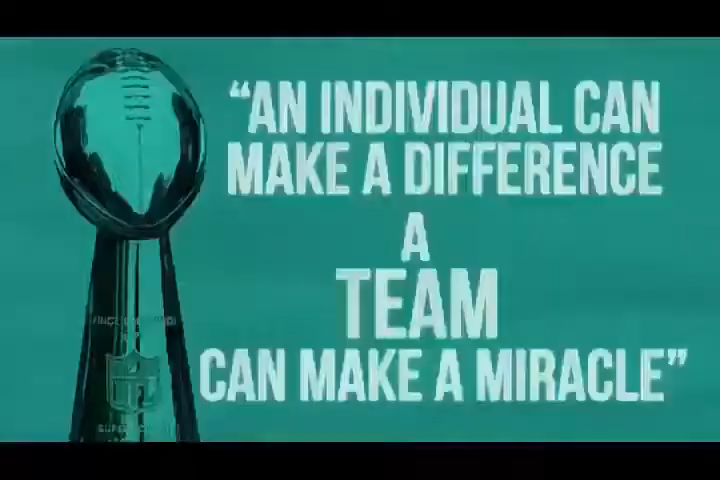 “AN INDIVIDUAL CAN
MAKE A DIFFERENCE
A
TEAM
CAN MAKE A MIRACLE”